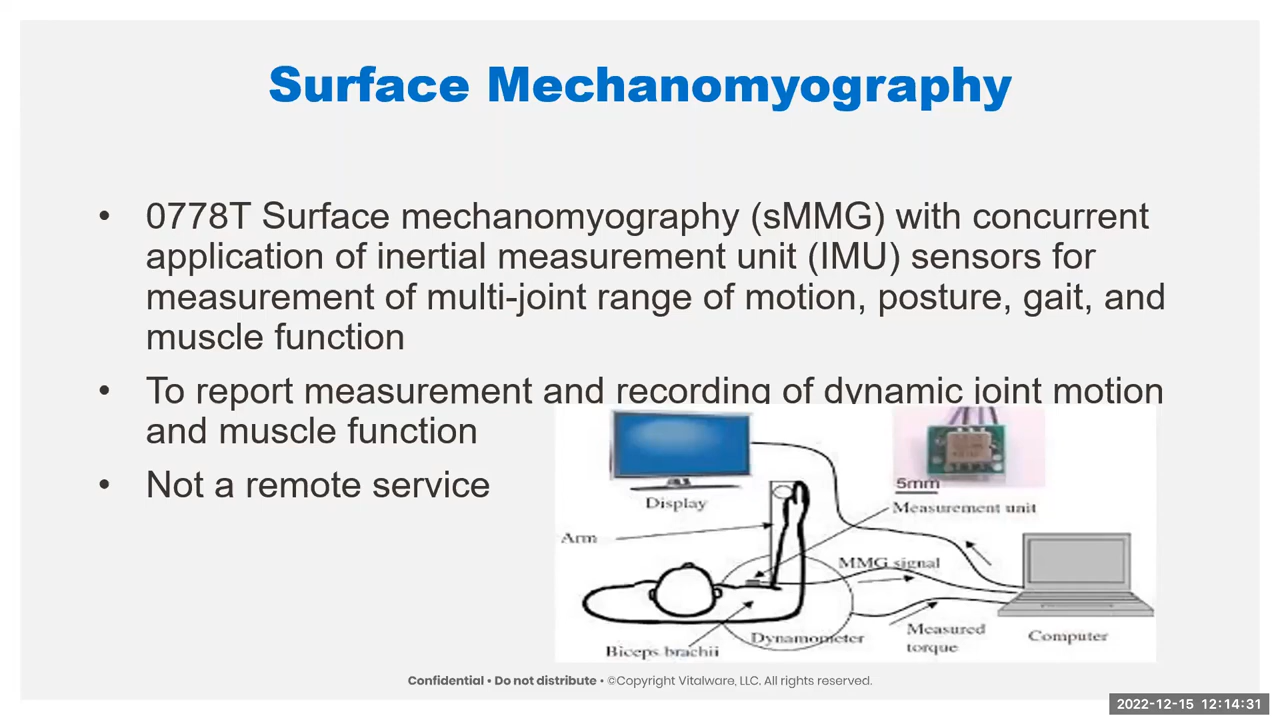 Surface Mechanomyography
• 0778T Surface mechanomyography (sMMG) with concurrent
application of inertial measurement unit (IMU) sensors for
measurement of multi-joint range of motion, posture, gait, and
muscle function
• To report measurement and recording of dynamic joint motion
and muscle function
• Not a remote service
5mm
Display
Measurement unit
Arm
MMG signal
Dynamometer
Measured
torque
Computer
Biceps brachii
Confidential • Do not distribute • ©Copyright Vitalware, LLC. All rights reserved.
2022-12-15 12:14:31